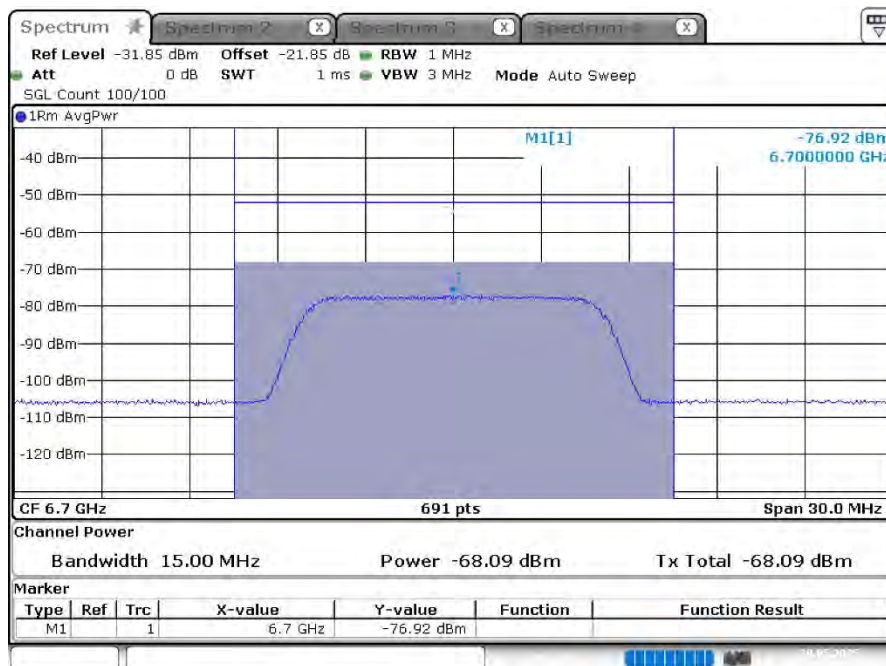 Spectrum Spectrum 2 X Spectrum 3 X Spectrum 4 X
Ref Level -31.85 dBm Offset -21.85 dB RBW 1 MHz
Att 0 dB SWT 1 ms VBW 3 MHz Mode Auto Sweep
SGL Count 100/100
1Rm AvgPwr
M1[1] -76.92 dBm
6.7000000 GHz
-40 dBm
-50 dBm
-60 dBm
-70 dBm
-80 dBm
-90 dBm
-100 dBm
-110 dBm
-120 dBm
CF 6.7 GHz 691 pts Span 30.0 MHz
Channel Power
Bandwidth 15.00 MHz Power -68.09 dBm Tx Total -68.09 dBm
Marker
Type Ref Trc X-value Y-value Function Function Result
M1 1 6.7 GHz -76.92 dBm